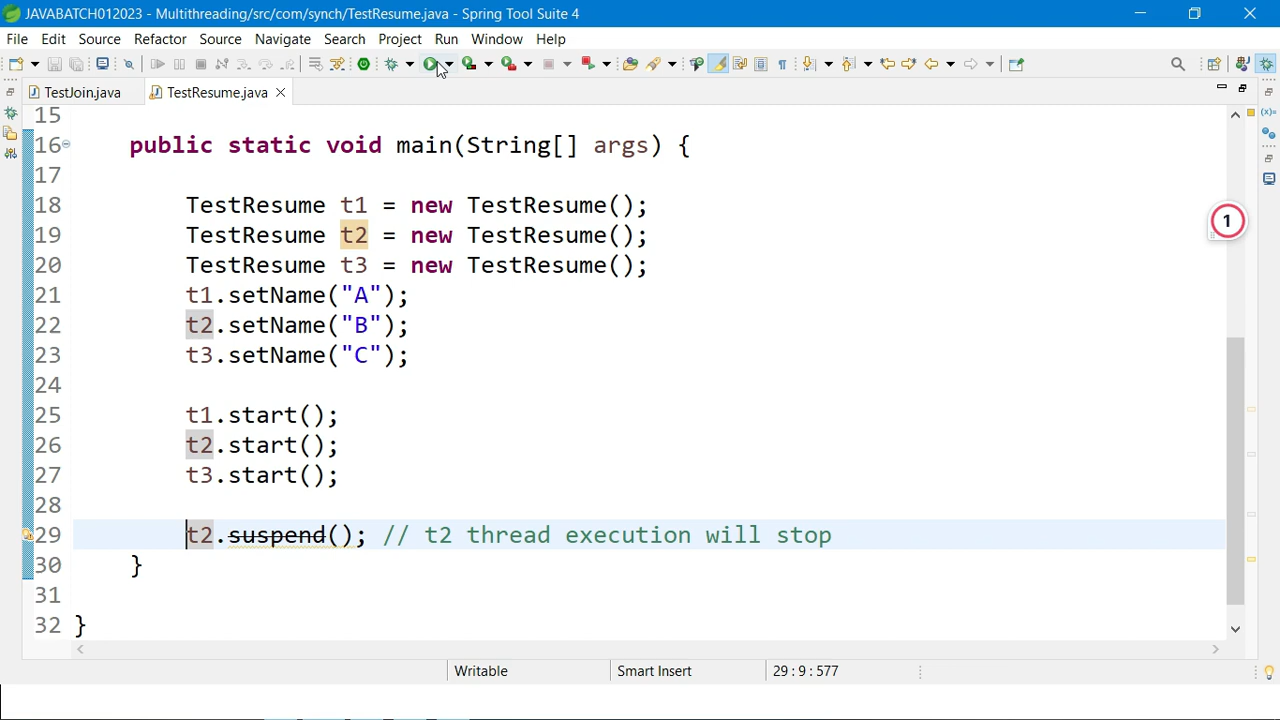 JAVABATCH012023 - Multithreading/src/com/synch/TestResume.java - Spring Tool Suite 4
File Edit Source Refactor Source Navigate Search Project Run Window Help
TestJoin.java TestResume.java
15
16 public static void main(String[] args) {
17
18 TestResume t1 = new TestResume();
19 TestResume t2 = new TestResume();
20 TestResume t3 = new TestResume();
21 t1.setName("A");
22 t2.setName("B");
23 t3.setName("C");
24
25 t1.start();
26 t2.start();
27 t3.start();
28
29 t2.suspend(); // t2 thread execution will stop
30 }
31
32 }
1
Writable Smart Insert 29 : 9 : 577